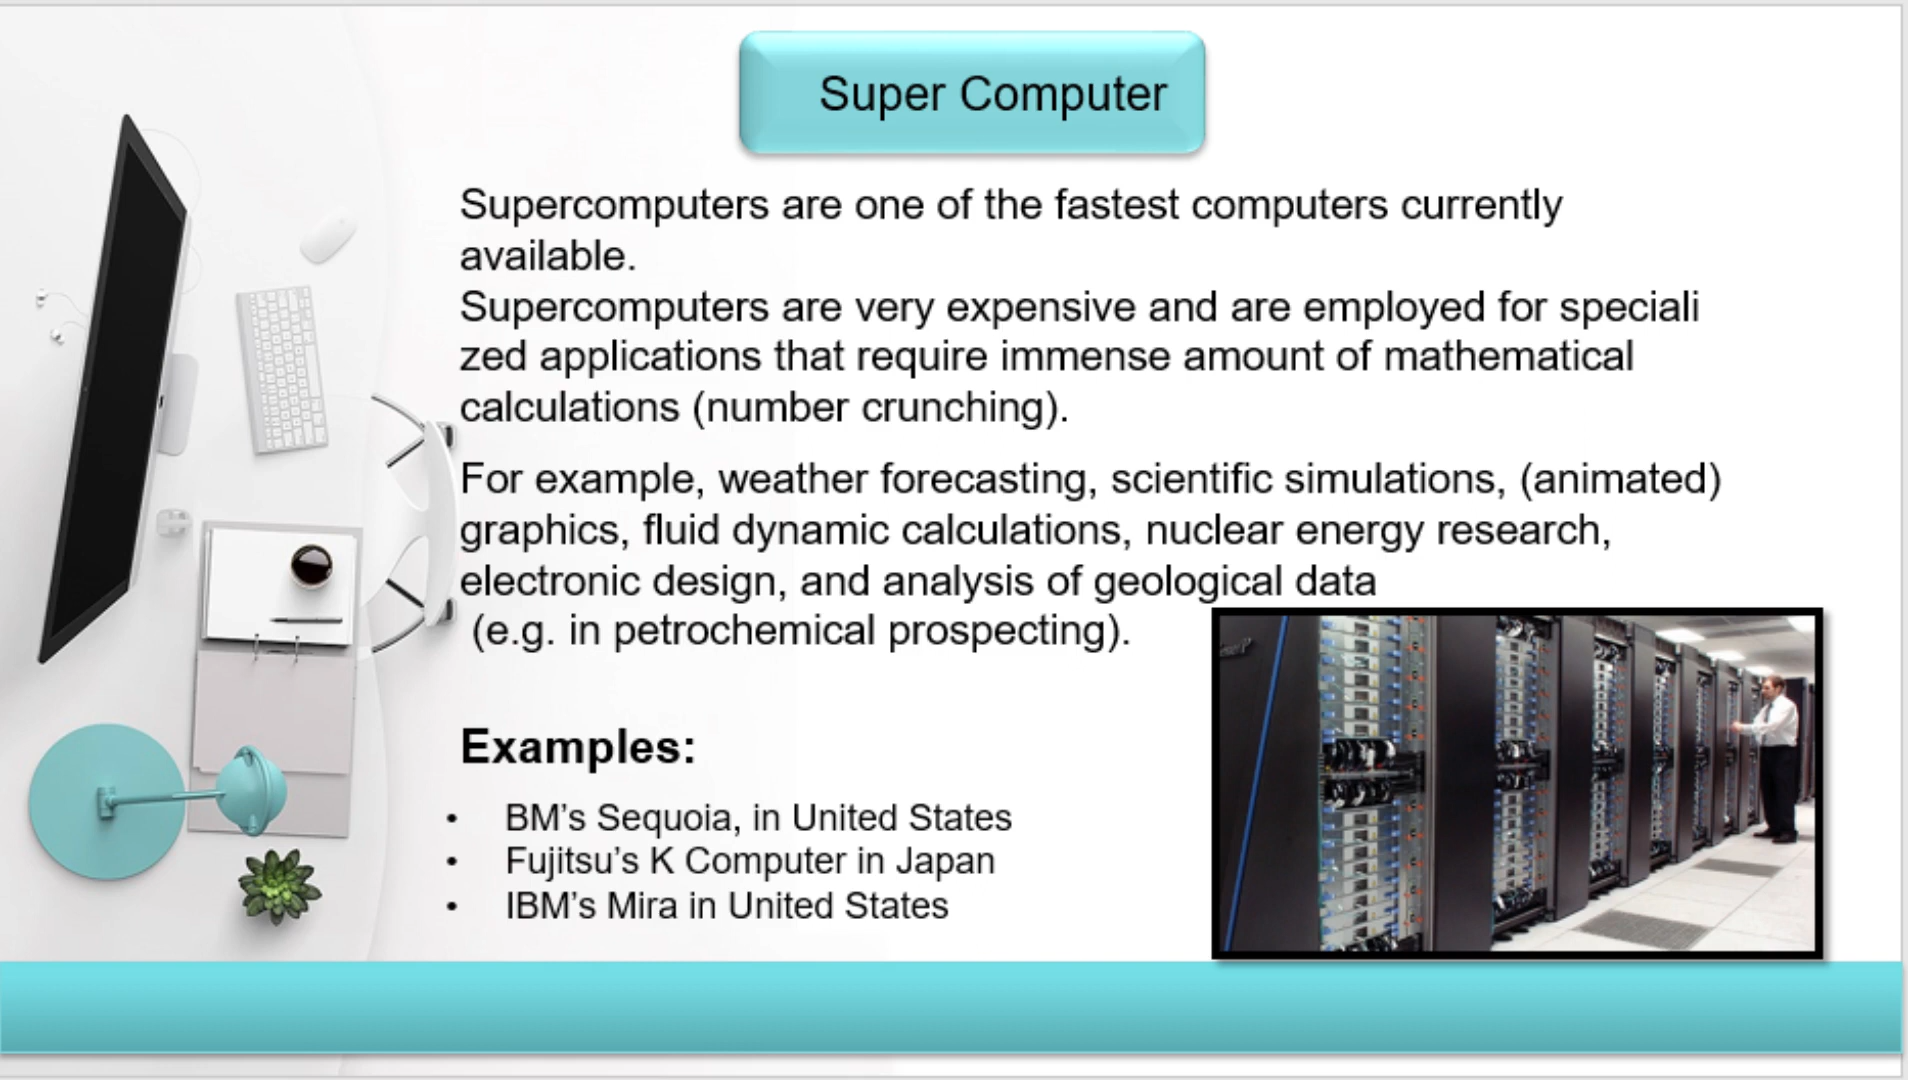 Super Computer
Supercomputers are one of the fastest computers currently
available.
Supercomputers are very expensive and are employed for speciali
zed applications that require immense amount of mathematical
calculations (number crunching).
For example, weather forecasting, scientific simulations, (animated)
graphics, fluid dynamic calculations, nuclear energy research,
electronic design, and analysis of geological data
(e.g. in petrochemical prospecting).
Examples:
• BM’s Sequoia, in United States
• Fujitsu’s K Computer in Japan
• IBM’s Mira in United States